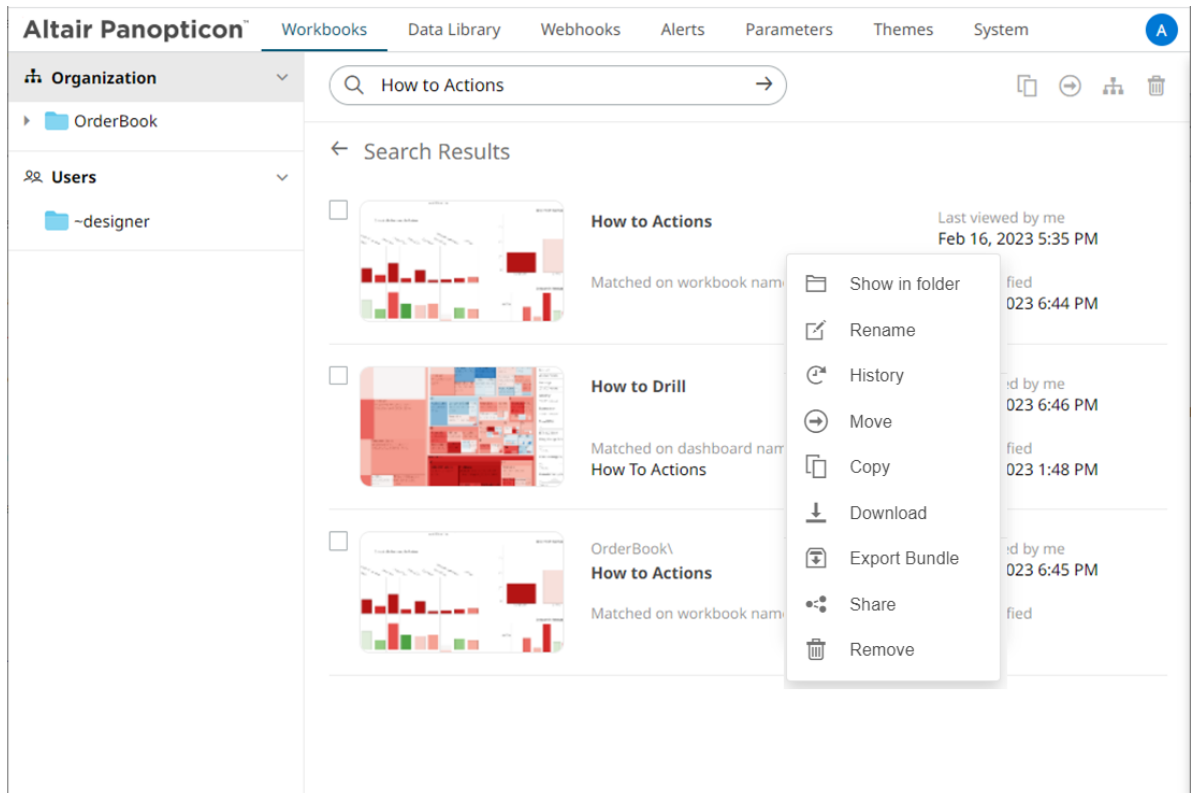 Altair Panopticon™
Workbooks Data Library Webhooks Alerts Parameters Themes System
A
Organization
OrderBook
Users
~designer
How to Actions
Search Results
How to Actions
Last viewed by me
Feb 16, 2023 5:35 PM
Matched on workbook nam
fied
023 6:44 PM
How to Drill
ed by me
023 6:46 PM
Matched on dashboard nam
How To Actions
fied
023 1:48 PM
OrderBook\
How to Actions
ed by me
023 6:45 PM
Matched on workbook nam
fied
Show in folder
Rename
History
Move
Copy
Download
Export Bundle
Share
Remove